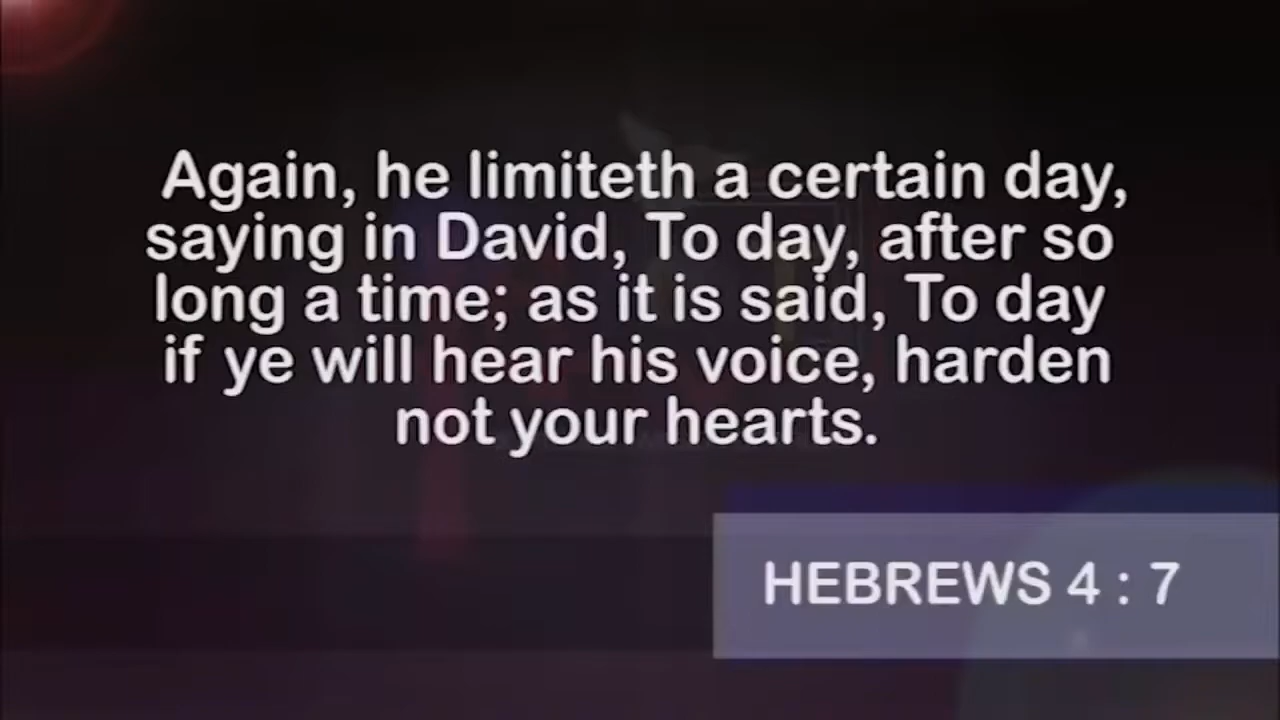 Again, he limiteth a certain day,
saying in David, To day, after so
long a time; as it is said, To day
if ye will hear his voice, harden
not your hearts.
HEBREWS 4 : 7